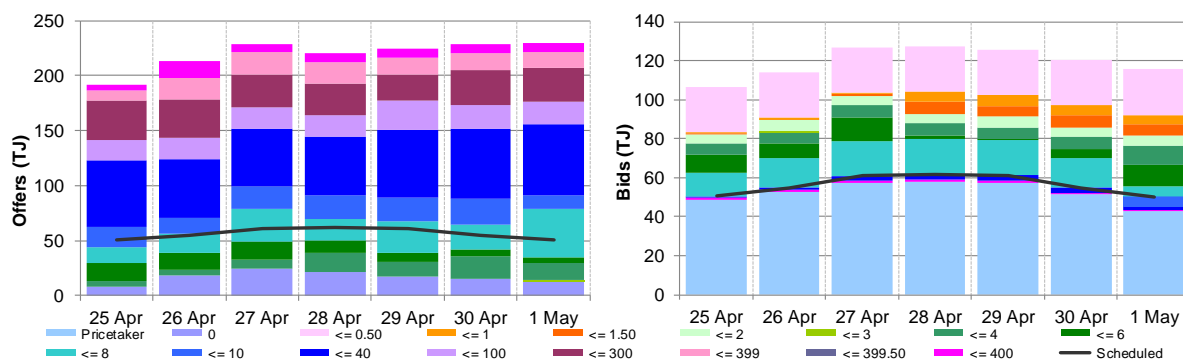 250
200
150
100
50
0
Offers (TJ)
25 Apr 26 Apr 27 Apr 28 Apr 29 Apr 30 Apr 1 May
140
120
100
80
60
40
20
0
Bids (TJ)
25 Apr 26 Apr 27 Apr 28 Apr 29 Apr 30 Apr 1 May
Pricetaker 0 <= 0.50 <= 1 <= 1.50 <= 2 <= 3 <= 4 <= 6
<= 8 <= 10 <= 40 <= 100 <= 300 <= 399 <= 399.50 <= 400 Scheduled